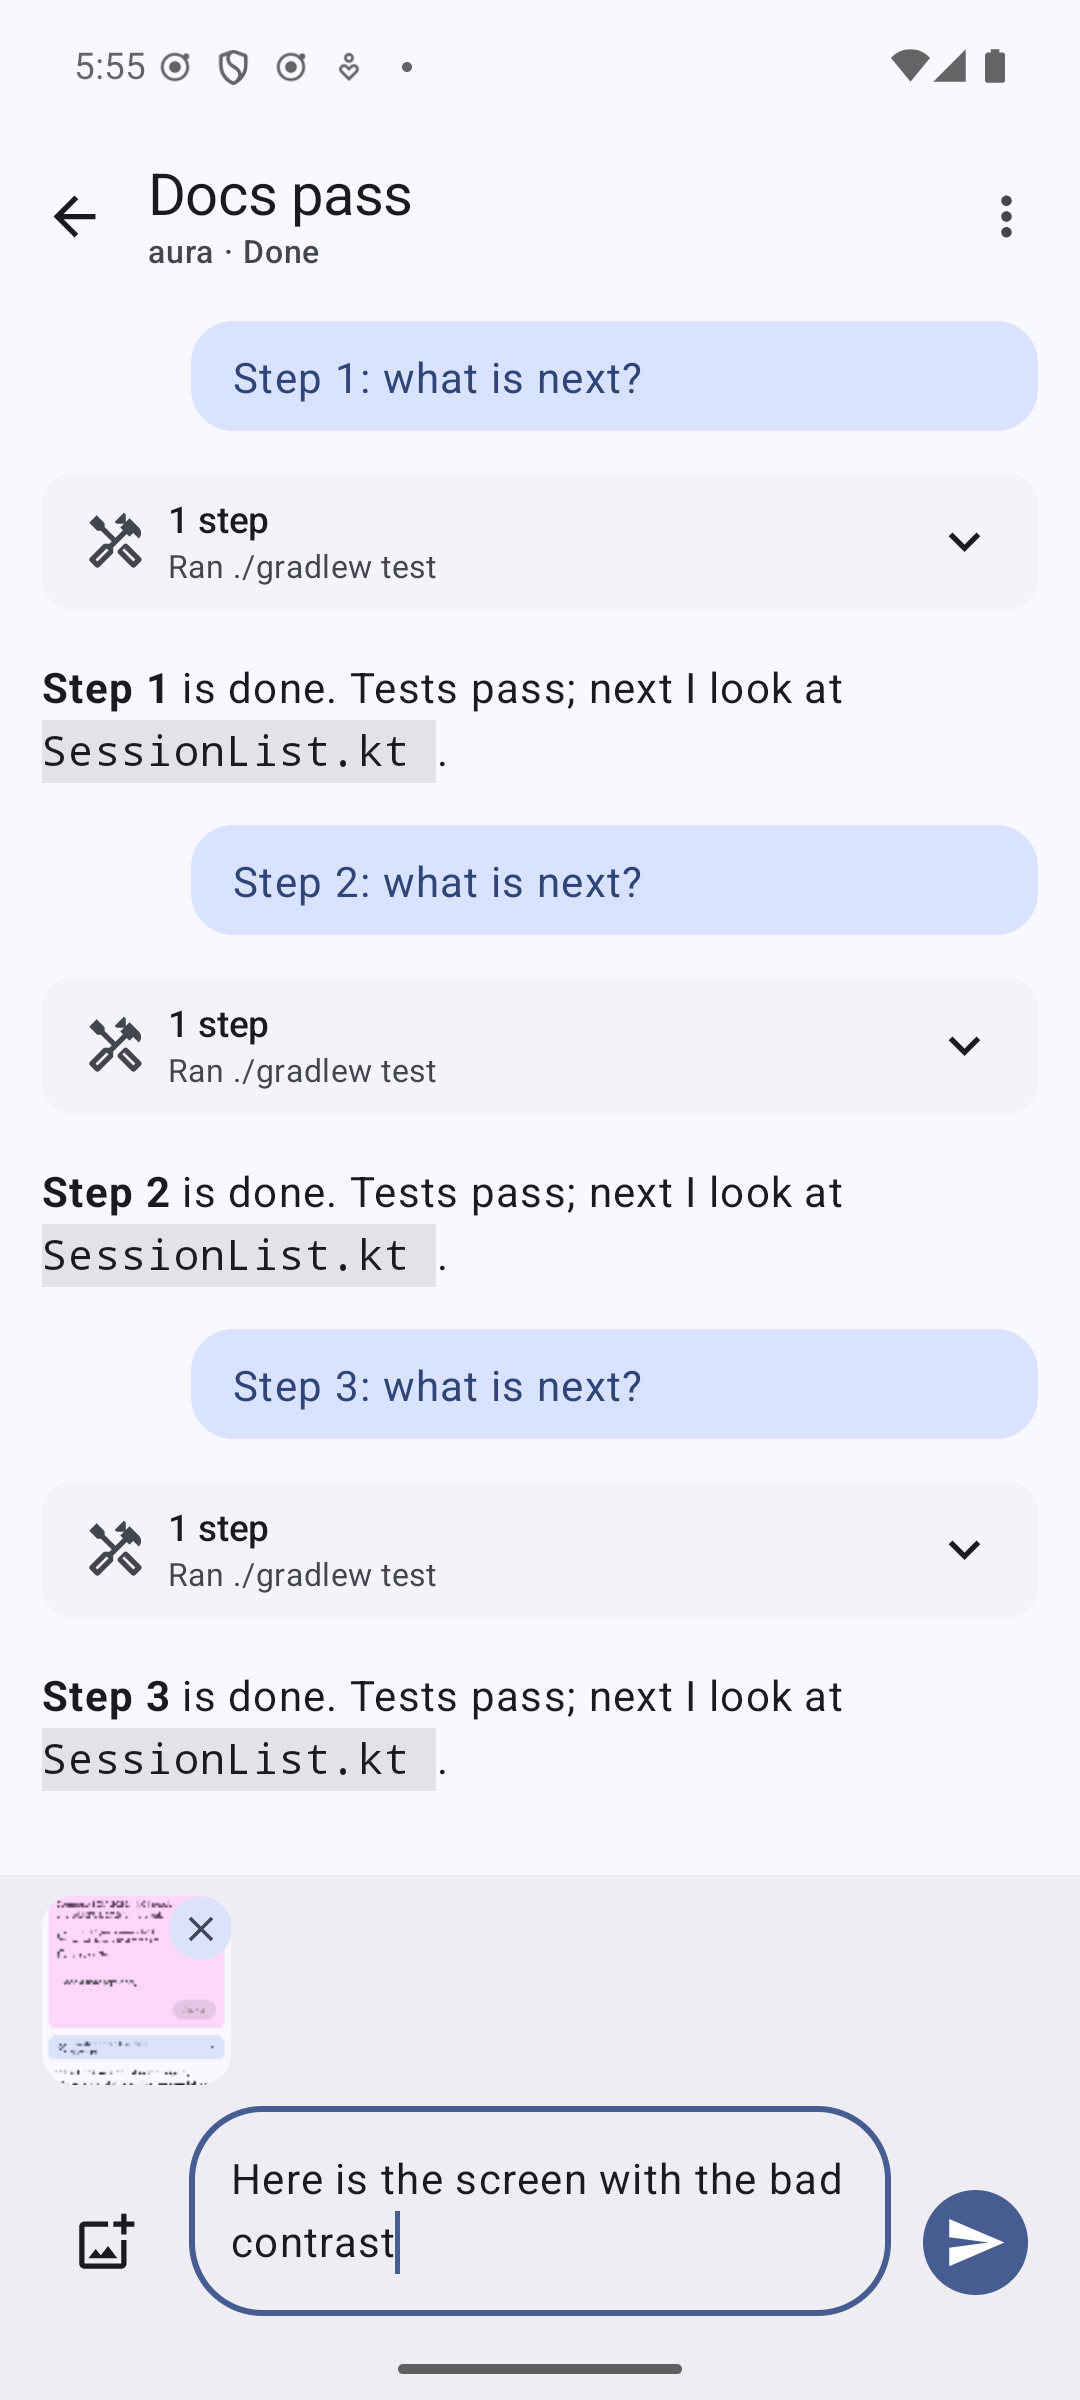 5:55
Docs pass
aura · Done
Step 1: what is next?
1 step
Ran ./gradlew test
Step 1 is done. Tests pass; next I look at
SessionList.kt .
Step 2: what is next?
1 step
Ran ./gradlew test
Step 2 is done. Tests pass; next I look at
SessionList.kt .
Step 3: what is next?
1 step
Ran ./gradlew test
Step 3 is done. Tests pass; next I look at
SessionList.kt .
Here is the screen with the bad
contrast